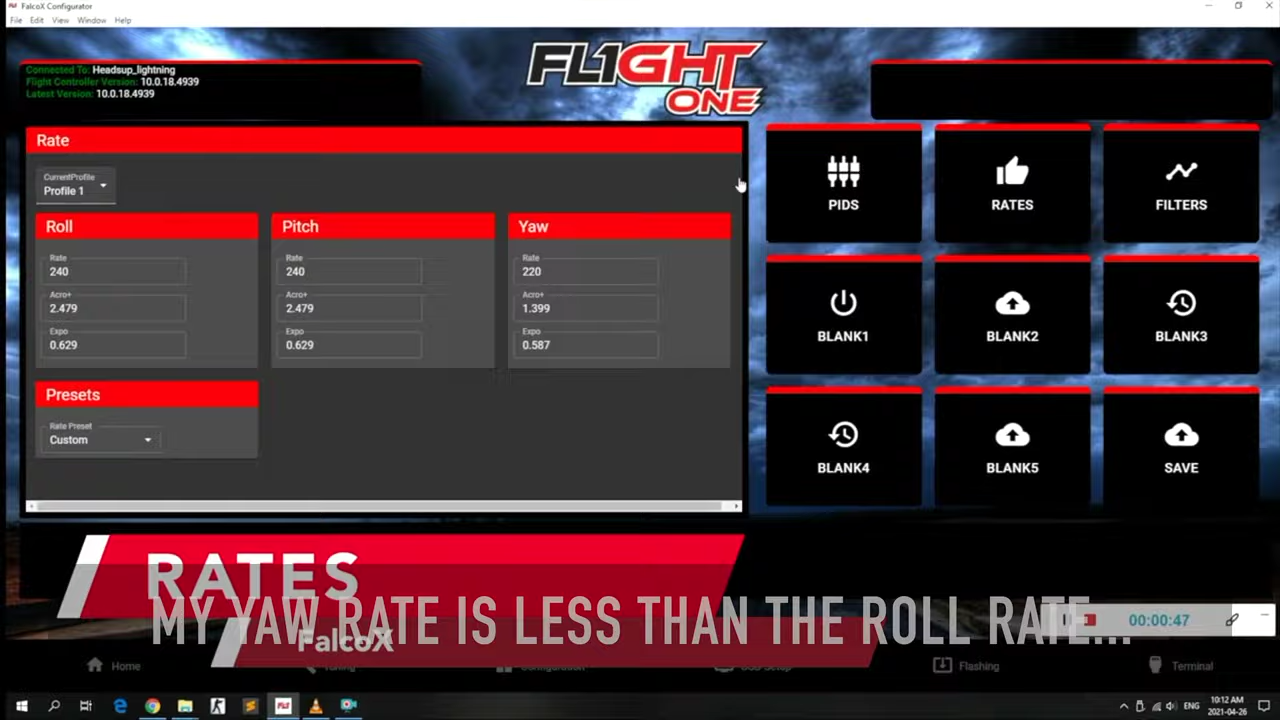 FalcoX Configurator
File Edit View Window Help
Connected To: Headsup_lightning
Flight Controller Version: 10.0.18.4939
Latest Version: 10.0.18.4939
FL1GHT
ONE
Rate
CurrentProfile
Profile 1
Roll
Rate
240
Acro+
2.479
Expo
0.629
Pitch
Rate
240
Acro+
2.479
Expo
0.629
Yaw
Rate
220
Acro+
1.399
Expo
0.587
Presets
Rate Preset
Custom
PIDS
RATES
FILTERS
BLANK1
BLANK2
BLANK3
BLANK4
BLANK5
SAVE
RATES
MY YAW RATE IS LESS THAN THE ROLL RATE...
FalcoX
00:00:47
Home
Tuning
Configuration
Setup
Flashing
Terminal
ENG
10:12 AM
2021-04-26